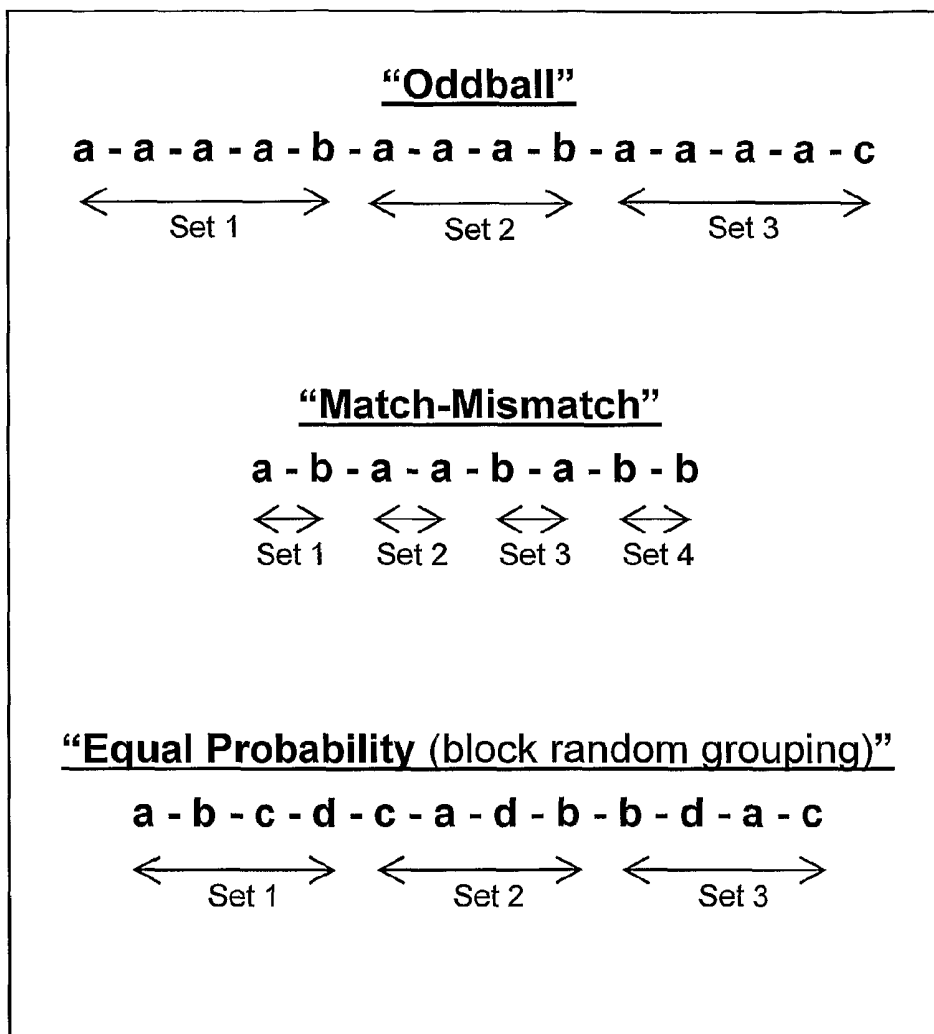 “Oddball”
a - a - a - a - b - a - a - a - b - a - a - a - a - c
Set 1 Set 2 Set 3
“Match-Mismatch”
a - b - a - a - b - a - b - b
Set 1 Set 2 Set 3 Set 4
“Equal Probability (block random grouping)”
a - b - c - d - c - a - d - b - b - d - a - c
Set 1 Set 2 Set 3